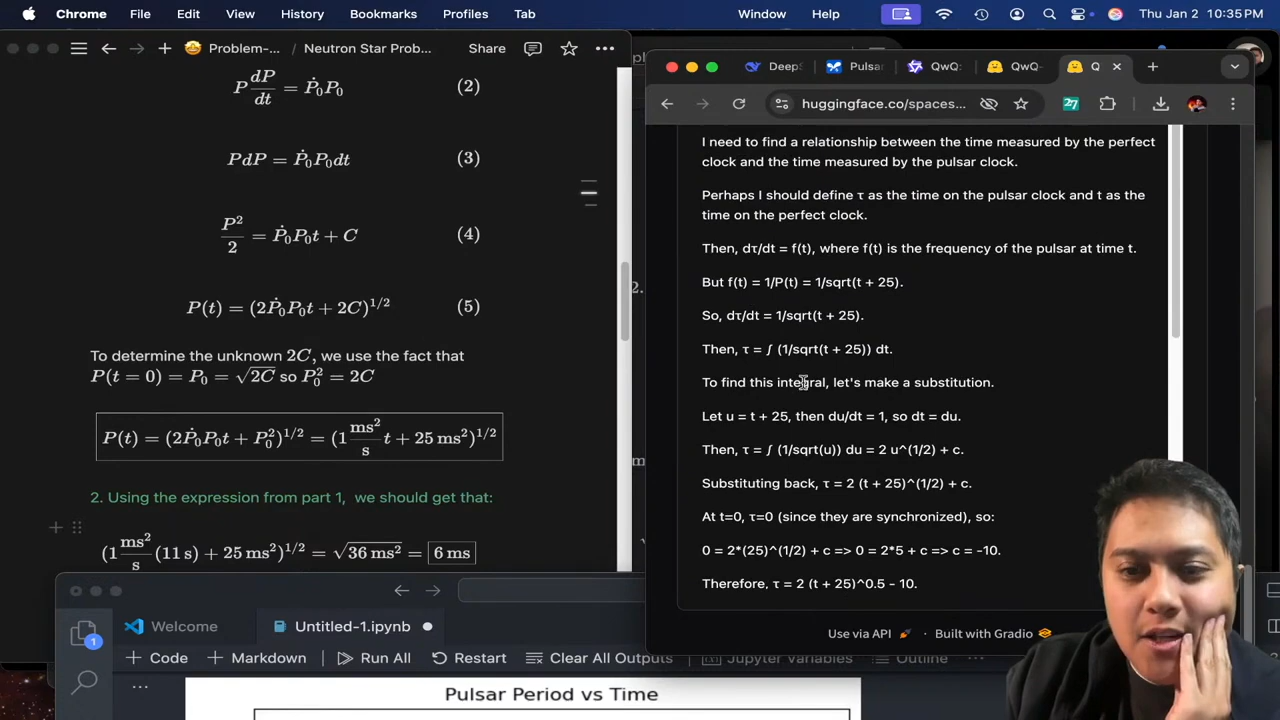 Chrome File Edit View History Bookmarks Profiles Tab Window Help Thu Jan 2 10:35 PM
Problem-... / Neutron Star Prob... Share
P dP/dt = Ṗ₀P₀ (2)
PdP = Ṗ₀P₀dt (3)
P²/2 = Ṗ₀P₀t + C (4)
P(t) = (2Ṗ₀P₀t + 2C)^1/2 (5)
To determine the unknown 2C, we use the fact that
P(t = 0) = P₀ = √2C so P₀² = 2C
P(t) = (2Ṗ₀P₀t + P₀²)^1/2 = (1 ms²/s t + 25 ms²)^1/2
2. Using the expression from part 1, we should get that:
(1 ms²/s (11 s) + 25 ms²)^1/2 = √36 ms² = 6 ms
DeepS Pulsar QwQ: QwQ- Q
huggingface.co/spaces...
27
I need to find a relationship between the time measured by the perfect
clock and the time measured by the pulsar clock.
Perhaps I should define τ as the time on the pulsar clock and t as the
time on the perfect clock.
Then, dτ/dt = f(t), where f(t) is the frequency of the pulsar at time t.
But f(t) = 1/P(t) = 1/sqrt(t + 25).
So, dτ/dt = 1/sqrt(t + 25).
Then, τ = ∫ (1/sqrt(t + 25)) dt.
To find this integral, let's make a substitution.
Let u = t + 25, then du/dt = 1, so dt = du.
Then, τ = ∫ (1/sqrt(u)) du = 2 u^(1/2) + c.
Substituting back, τ = 2 (t + 25)^(1/2) + c.
At t=0, τ=0 (since they are synchronized), so:
0 = 2*(25)^(1/2) + c => 0 = 2*5 + c => c = -10.
Therefore, τ = 2 (t + 25)^0.5 - 10.
Use via API Built with Gradio
2.
Welcome Untitled-1.ipynb
1
Code Markdown Run All Restart Clear All Outputs Jupyter Variables Outline
Pulsar Period vs Time